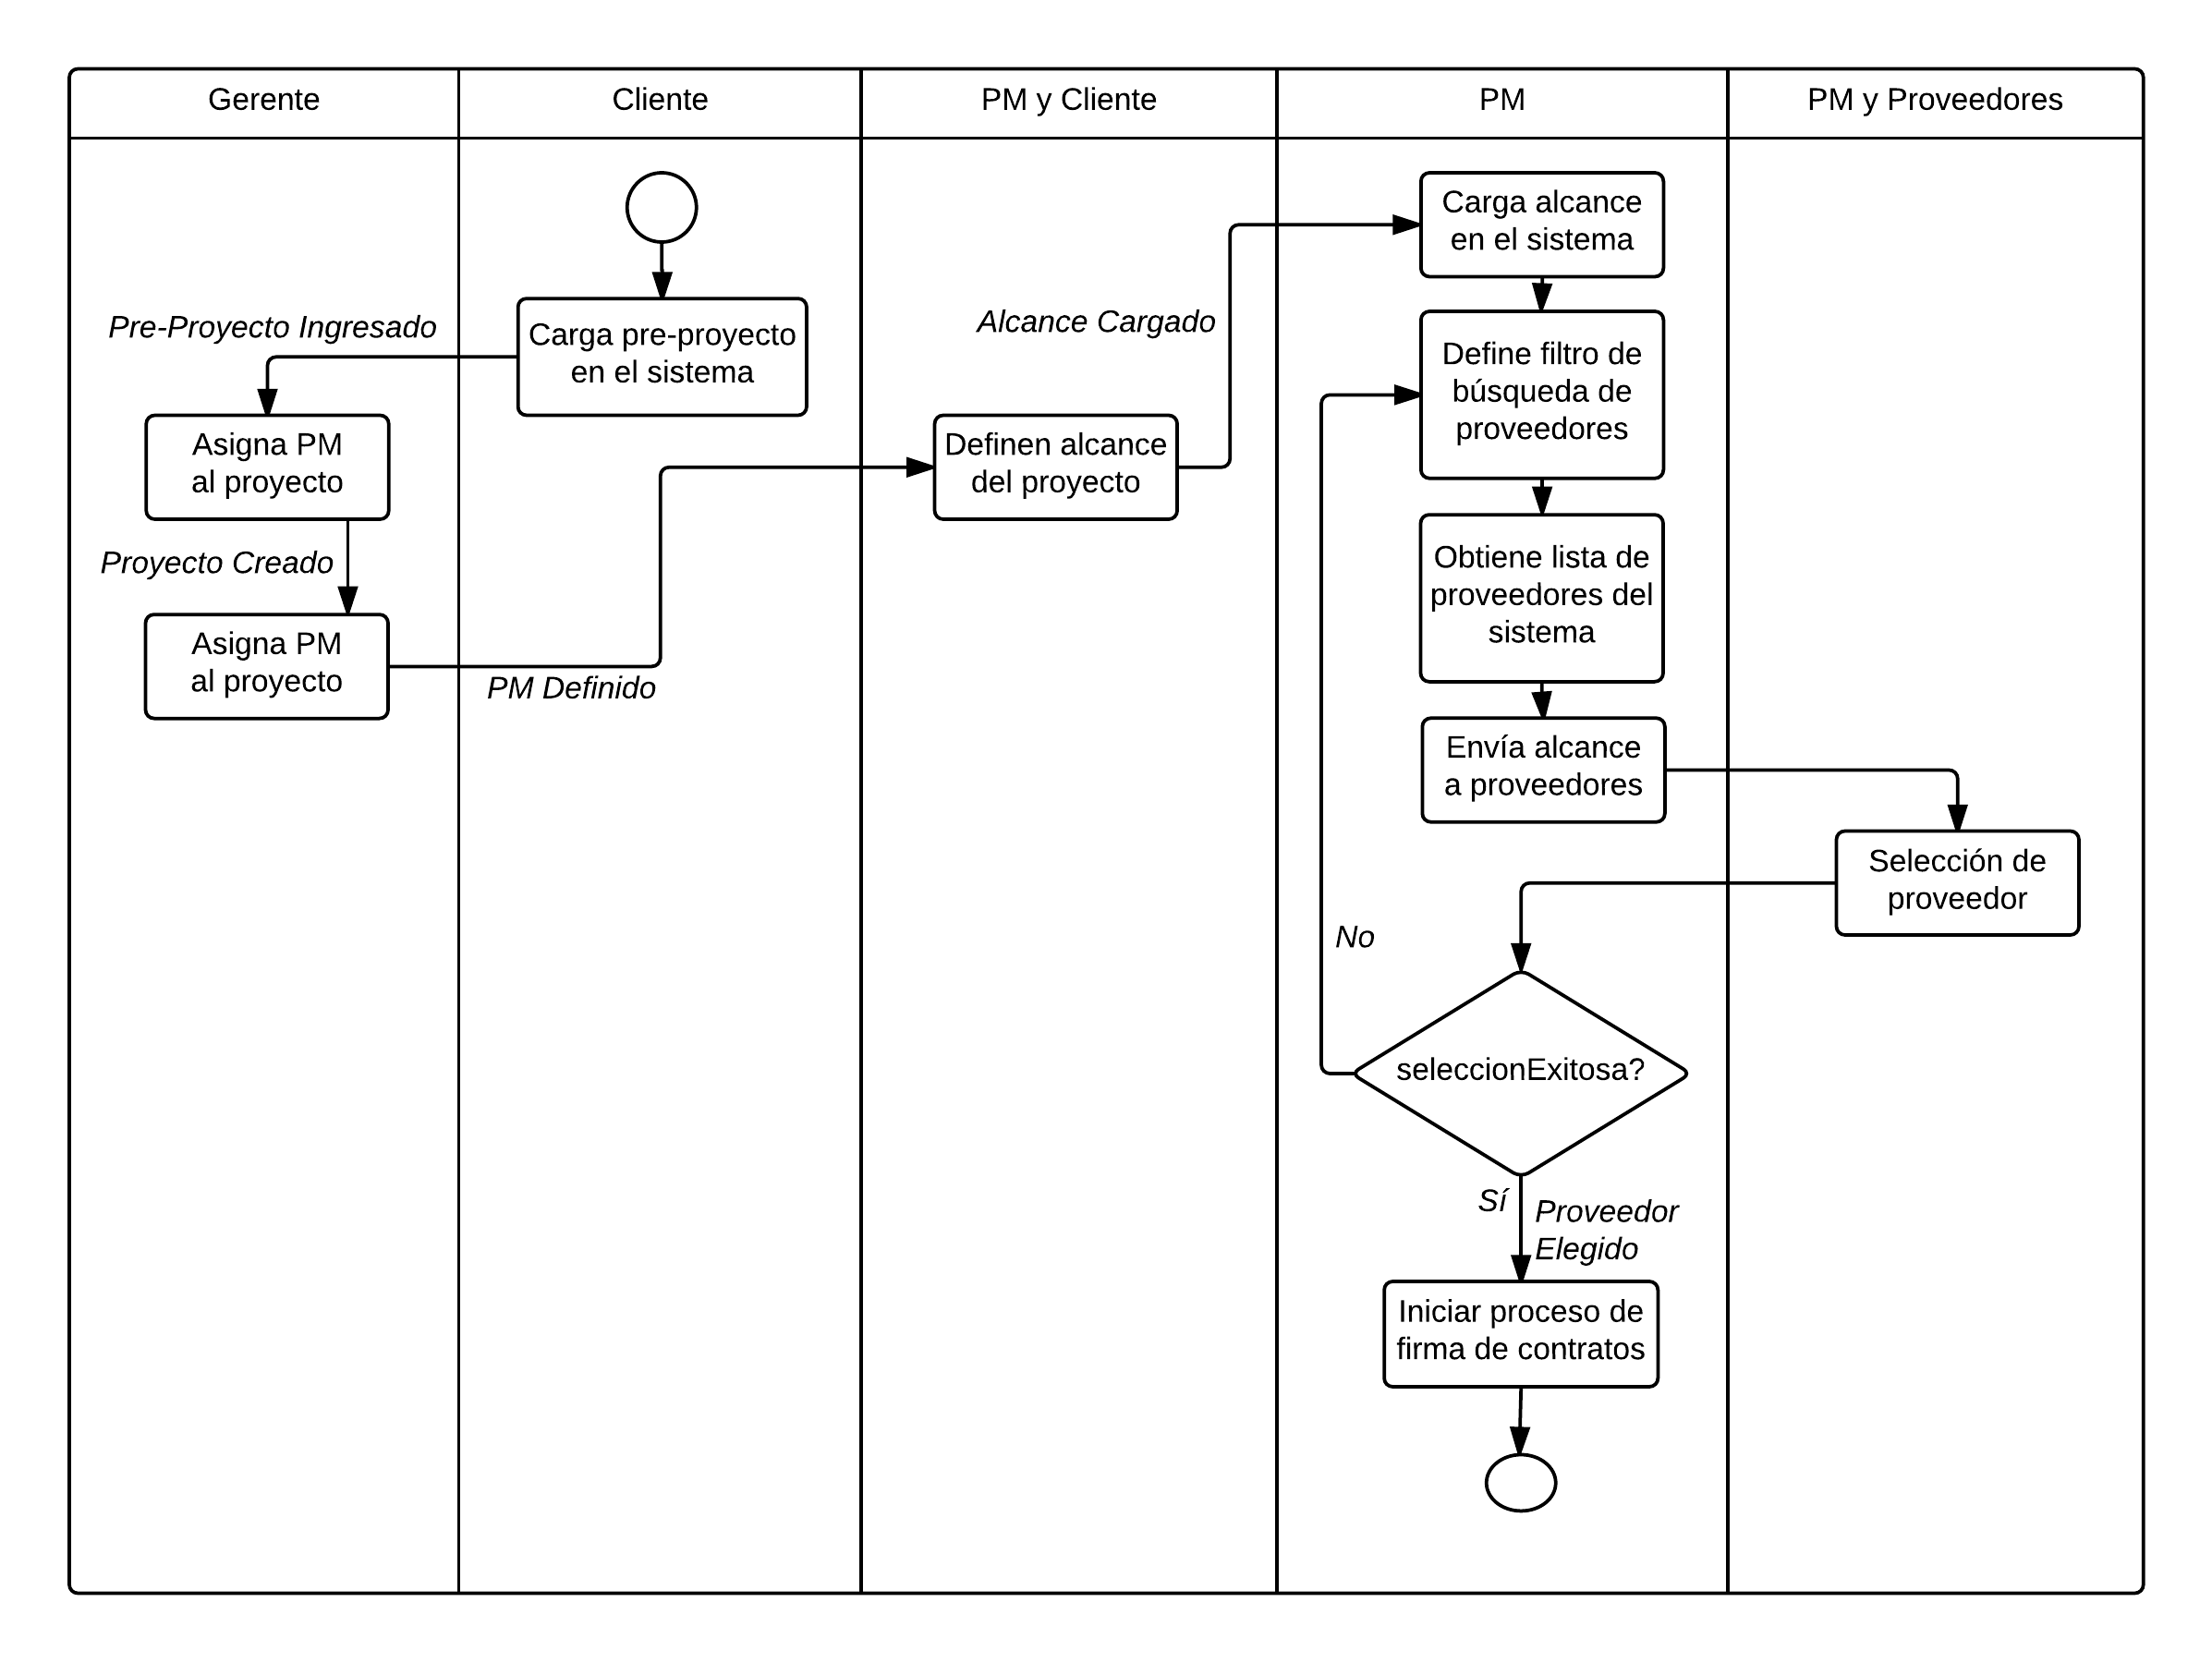 Gerente
Cliente
PM y Cliente
PM
PM y Proveedores
Carga pre-proyecto
en el sistema
Pre-Proyecto Ingresado
Asigna PM
al proyecto
Proyecto Creado
Asigna PM
al proyecto
PM Definido
Definen alcance
del proyecto
Alcance Cargado
Carga alcance
en el sistema
Define filtro de
búsqueda de
proveedores
Obtiene lista de
proveedores del
sistema
Envía alcance
a proveedores
Selección de
proveedor
seleccionExitosa?
No
Sí
Proveedor
Elegido
Iniciar proceso de
firma de contratos